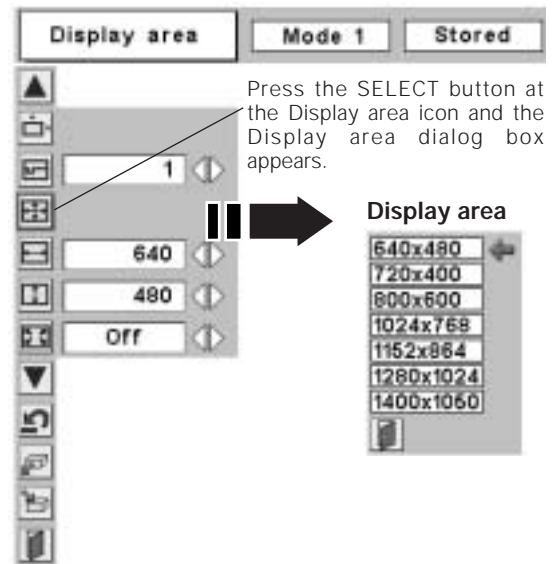 Display area
Mode 1
Stored
Press the SELECT button at
the Display area icon and the
Display area dialog box
appears.
1
640
480
Off
Display area
640x480
720x400
800x600
1024x768
1152x864
1280x1024
1400x1050